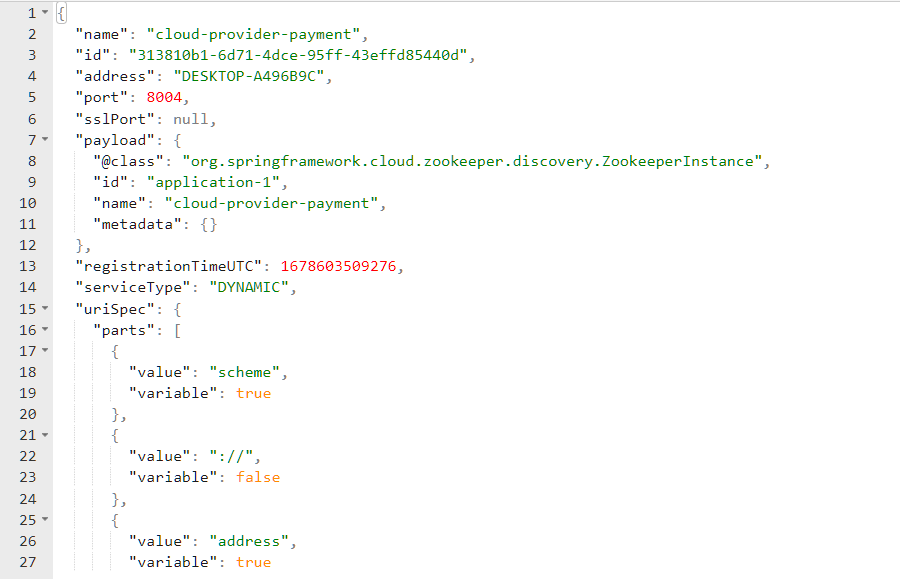 1 {
2 "name": "cloud-provider-payment",
3 "id": "313810b1-6d71-4dce-95ff-43effd85440d",
4 "address": "DESKTOP-A496B9C",
5 "port": 8004,
6 "sslPort": null,
7 "payload": {
8 "@class": "org.springframework.cloud.zookeeper.discovery.ZookeeperInstance",
9 "id": "application-1",
10 "name": "cloud-provider-payment",
11 "metadata": {}
12 },
13 "registrationTimeUTC": 1678603509276,
14 "serviceType": "DYNAMIC",
15 "uriSpec": {
16 "parts": [
17 {
18 "value": "scheme",
19 "variable": true
20 },
21 {
22 "value": "://",
23 "variable": false
24 },
25 {
26 "value": "address",
27 "variable": true